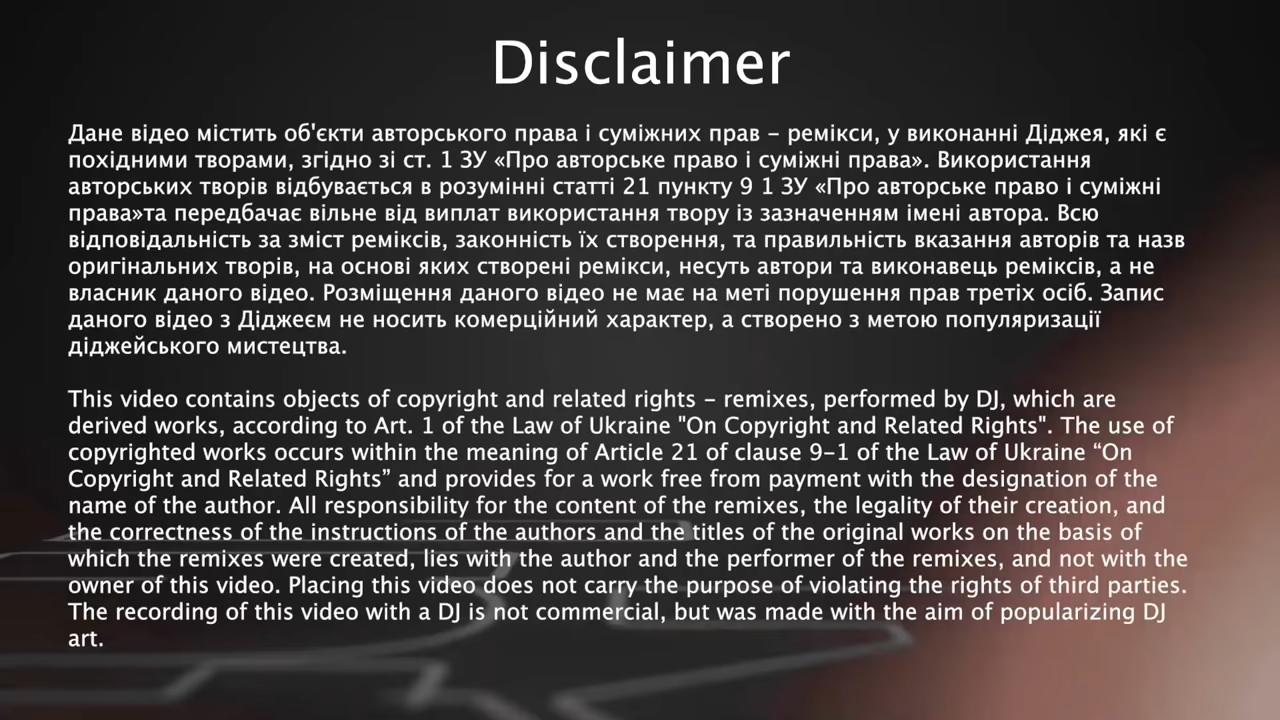 Disclaimer
Дане відео містить об'єкти авторського права і суміжних прав – ремікси, у виконанні Діджея, які є
похідними творами, згідно зі ст. 1 ЗУ «Про авторське право і суміжні права». Використання
авторських творів відбувається в розумінні статті 21 пункту 9 1 ЗУ «Про авторське право і суміжні
права»та передбачає вільне від виплат використання твору із зазначенням імені автора. Всю
відповідальність за зміст реміксів, законність їх створення, та правильність вказання авторів та назв
оригінальних творів, на основі яких створені ремікси, несуть автори та виконавець реміксів, а не
власник даного відео. Розміщення даного відео не має на меті порушення прав третіх осіб. Запис
даного відео з Діджеєм не носить комерційний характер, а створено з метою популяризації
діджейського мистецтва.
This video contains objects of copyright and related rights – remixes, performed by DJ, which are
derived works, according to Art. 1 of the Law of Ukraine "On Copyright and Related Rights". The use of
copyrighted works occurs within the meaning of Article 21 of clause 9–1 of the Law of Ukraine “On
Copyright and Related Rights” and provides for a work free from payment with the designation of the
name of the author. All responsibility for the content of the remixes, the legality of their creation, and
the correctness of the instructions of the authors and the titles of the original works on the basis of
which the remixes were created, lies with the author and the performer of the remixes, and not with the
owner of this video. Placing this video does not carry the purpose of violating the rights of third parties.
The recording of this video with a DJ is not commercial, but was made with the aim of popularizing DJ
art.